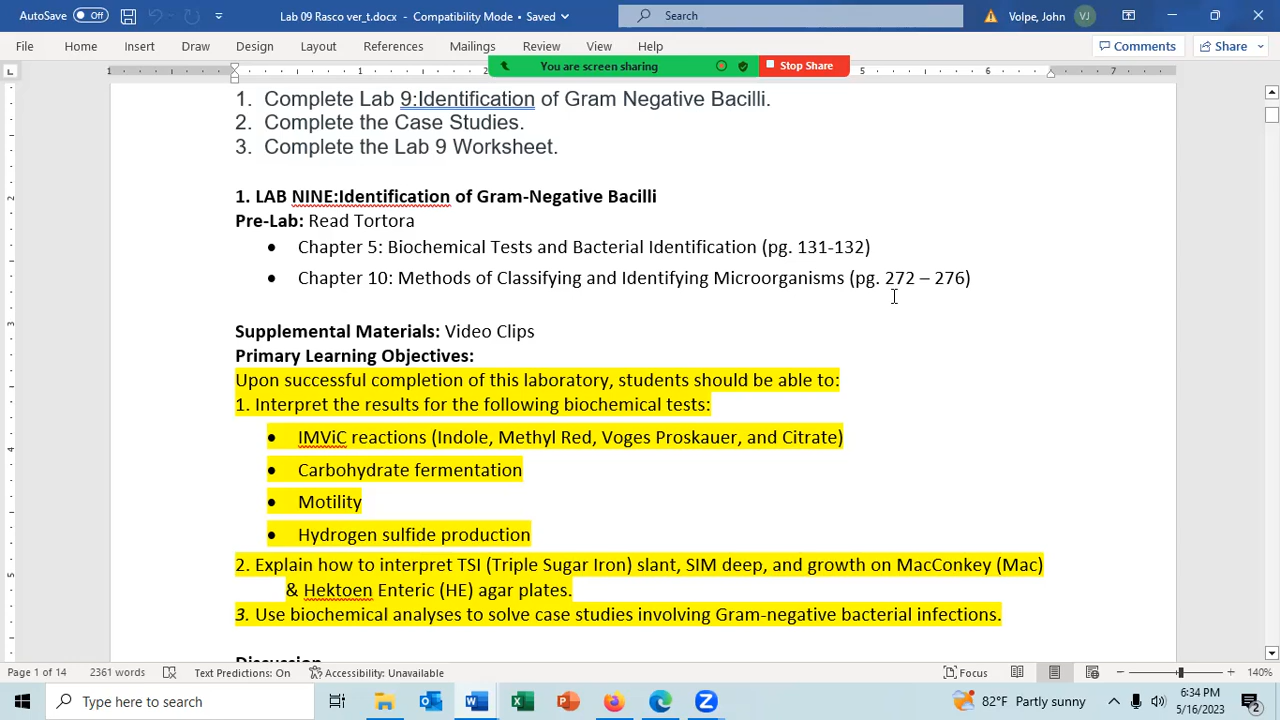 AutoSave Off Lab 09 Rasco ver_t.docx - Saved Search Volpe, John VJ
File Home Insert Draw Design Layout References Mailings Review View Help Comments Share
You are screen sharing Stop Share
1 1 2 5 6 7
1. Complete Lab 9:Identification of Gram Negative Bacilli.
2. Complete the Case Studies.
3. Complete the Lab 9 Worksheet.
1. LAB NINE:Identification of Gram-Negative Bacilli
Pre-Lab: Read Tortora
• Chapter 5: Biochemical Tests and Bacterial Identification (pg. 131-132)
• Chapter 10: Methods of Classifying and Identifying Microorganisms (pg. 272 – 276)
Supplemental Materials: Video Clips
Primary Learning Objectives:
Upon successful completion of this laboratory, students should be able to:
1. Interpret the results for the following biochemical tests:
• IMViC reactions (Indole, Methyl Red, Voges Proskauer, and Citrate)
• Carbohydrate fermentation
• Motility
• Hydrogen sulfide production
2. Explain how to interpret TSI (Triple Sugar Iron) slant, SIM deep, and growth on MacConkey (Mac)
& Hektoen Enteric (HE) agar plates.
3. Use biochemical analyses to solve case studies involving Gram-negative bacterial infections.
Discussion
Page 1 of 14 2361 words Text Predictions: On Accessibility: Unavailable Focus 140%
Type here to search 82°F Partly sunny 6:34 PM
5/16/2023 2